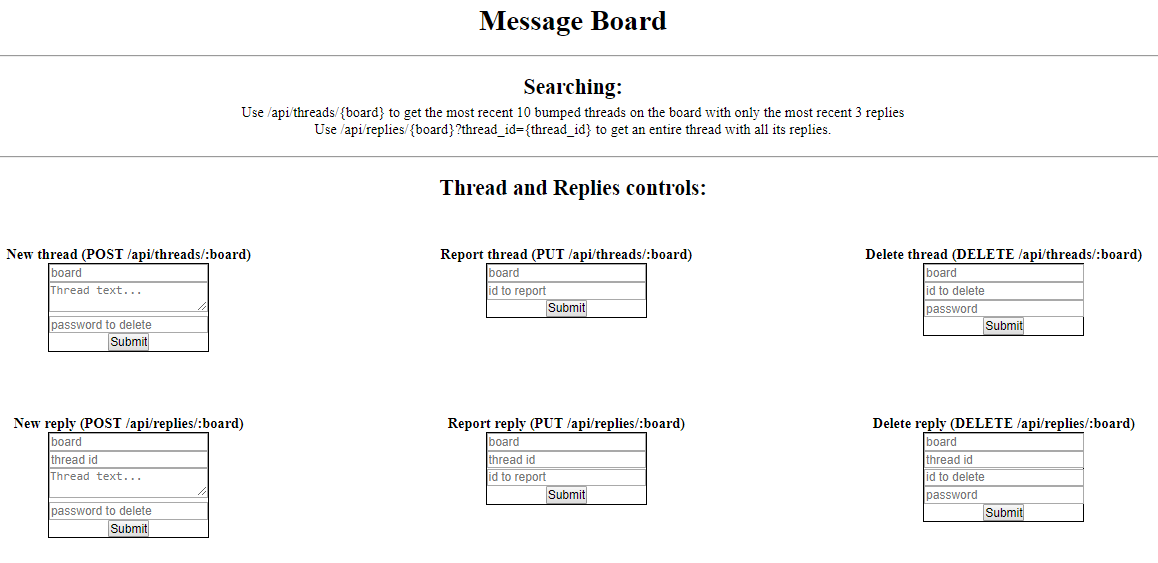 Message Board
Searching:
Use /api/threads/{board} to get the most recent 10 bumped threads on the board with only the most recent 3 replies
Use /api/replies/{board}?thread_id={thread_id} to get an entire thread with all its replies.
Thread and Replies controls:
New thread (POST /api/threads/:board)
board
Thread text...
password to delete
Submit
Report thread (PUT /api/threads/:board)
board
id to report
Submit
Delete thread (DELETE /api/threads/:board)
board
id to delete
password
Submit
New reply (POST /api/replies/:board)
board
thread id
Thread text...
password to delete
Submit
Report reply (PUT /api/replies/:board)
board
thread id
id to report
Submit
Delete reply (DELETE /api/replies/:board)
board
thread id
id to delete
password
Submit